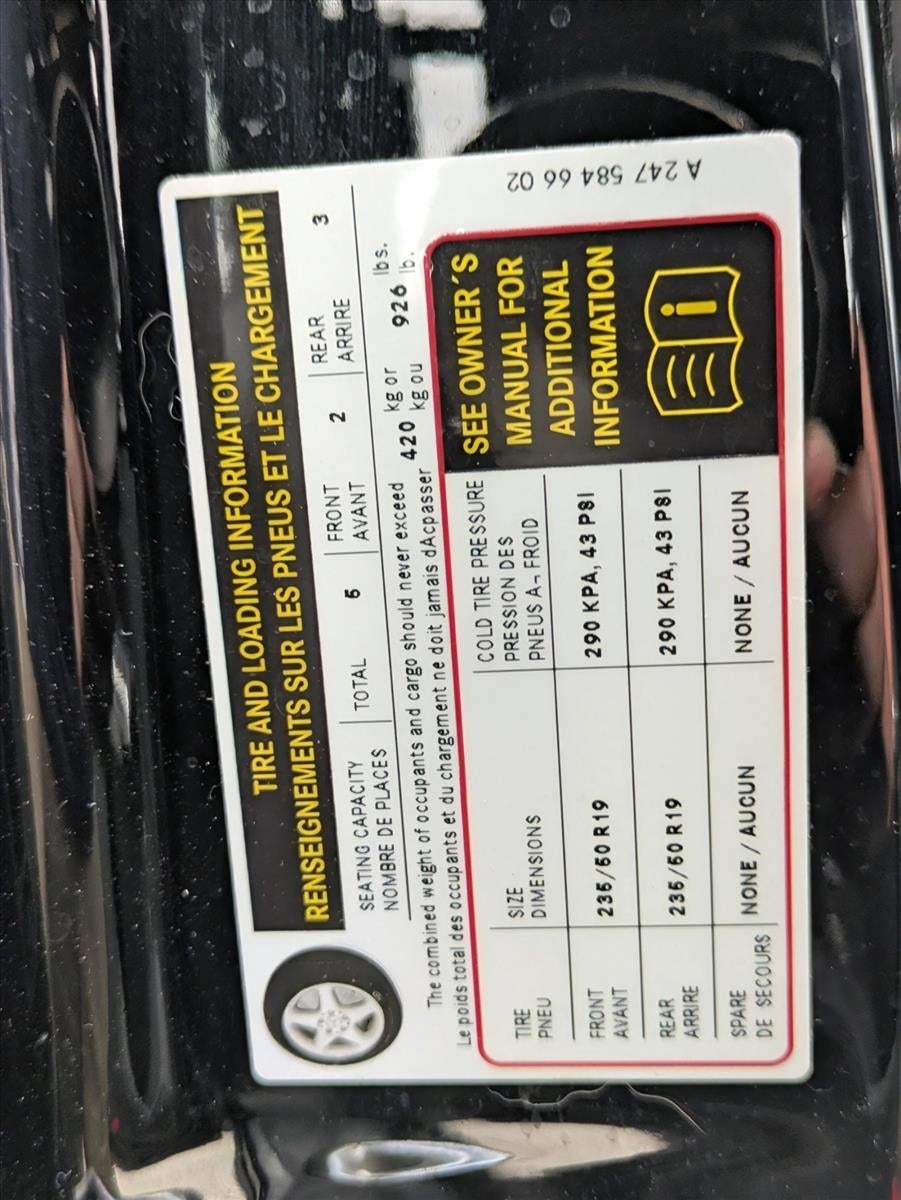 TIRE AND LOADING INFORMATION
RENSEIGNEMENTS SUR LES PNEUS ET LE CHARGEMENT
SEATING CAPACITY
NOMBRE DE PLACES
TOTAL 5
FRONT
AVANT
2
REAR
ARRIRE
3
The combined weight of occupants and cargo should never exceed 420 kg or 926 lbs.
Le poids total des occupants et du chargement ne doit jamais dAcpasser kg ou lb.
TIRE
PNEU
SIZE
DIMENSIONS
COLD TIRE PRESSURE
PRESSION DES
PNEUS A¬ FROID
FRONT
AVANT
235/50 R19
290 KPA, 43 PSI
REAR
ARRIRE
235/50 R19
290 KPA, 43 PSI
SPARE
DE SECOURS
NONE / AUCUN
NONE / AUCUN
SEE OWNER´S
MANUAL FOR
ADDITIONAL
INFORMATION
A 247 584 66 02